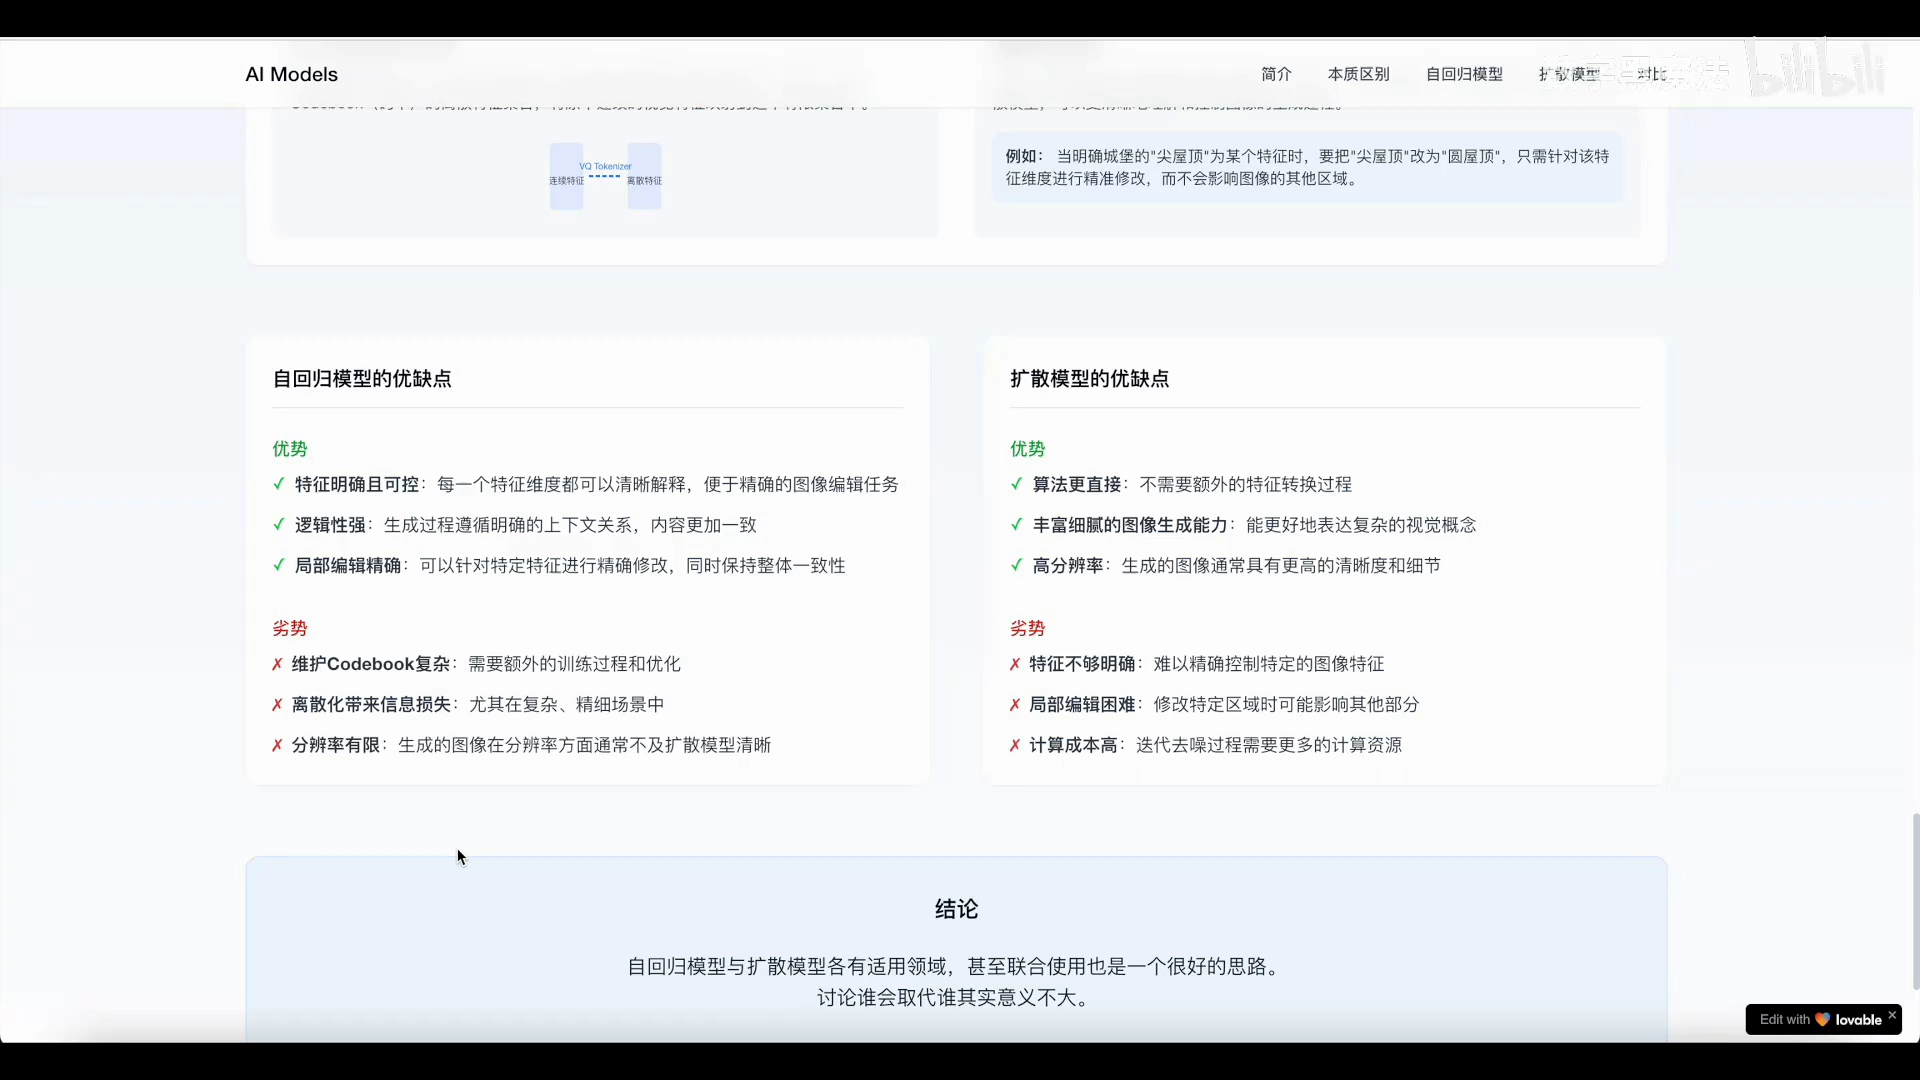 AI Models
简介
本质区别
自回归模型
扩散模型
对比
bilibili
VQ Tokenizer
连续特征
离散特征
例如： 当明确城堡的"尖屋顶"为某个特征时，要把"尖屋顶"改为"圆屋顶"，只需针对该特
征维度进行精准修改，而不会影响图像的其他区域。
自回归模型的优缺点
优势
✓ 特征明确且可控：每一个特征维度都可以清晰解释，便于精确的图像编辑任务
✓ 逻辑性强：生成过程遵循明确的上下文关系，内容更加一致
✓ 局部编辑精确：可以针对特定特征进行精确修改，同时保持整体一致性
劣势
✗ 维护Codebook复杂：需要额外的训练过程和优化
✗ 离散化带来信息损失：尤其在复杂、精细场景中
✗ 分辨率有限：生成的图像在分辨率方面通常不及扩散模型清晰
扩散模型的优缺点
优势
✓ 算法更直接：不需要额外的特征转换过程
✓ 丰富细腻的图像生成能力：能更好地表达复杂的视觉概念
✓ 高分辨率：生成的图像通常具有更高的清晰度和细节
劣势
✗ 特征不够明确：难以精确控制特定的图像特征
✗ 局部编辑困难：修改特定区域时可能影响其他部分
✗ 计算成本高：迭代去噪过程需要更多的计算资源
结论
自回归模型与扩散模型各有适用领域，甚至联合使用也是一个很好的思路。
讨论谁会取代谁其实意义不大。
Edit with lovable ×